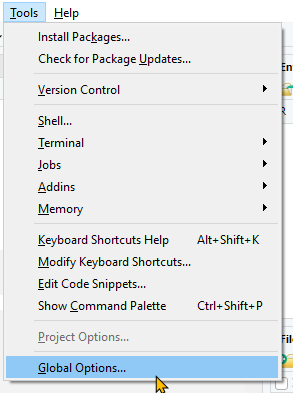 Tools Help
Install Packages...
Check for Package Updates...
Version Control
Shell...
Terminal
Jobs
Addins
Memory
Keyboard Shortcuts Help Alt+Shift+K
Modify Keyboard Shortcuts...
Edit Code Snippets...
Show Command Palette Ctrl+Shift+P
Project Options...
Global Options...